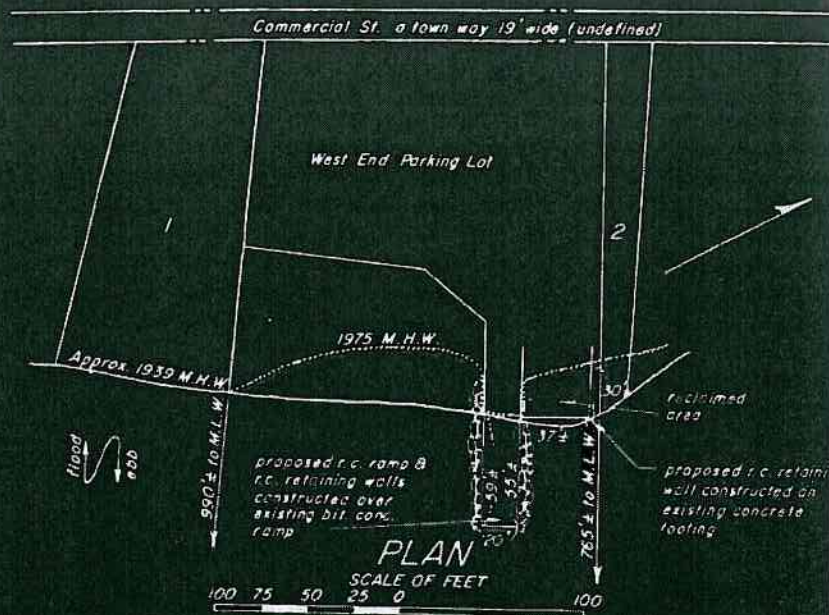 Commercial St. a town way 19' wide (undefined)
West End Parking Lot
1
2
1975 M.H.W.
Approx. 1939 M.H.W.
30'
reclaimed
area
37'±
flood
ebb
990'± to M.L.W.
proposed r.c. ramp &
r.c. retaining walls
constructed over
existing bit. conc.
ramp
59'±
55'±
20'
765'± to M.L.W.
proposed r.c. retaini
wall constructed on
existing concrete
footing
PLAN
SCALE OF FEET
100 75 50 25 0 100